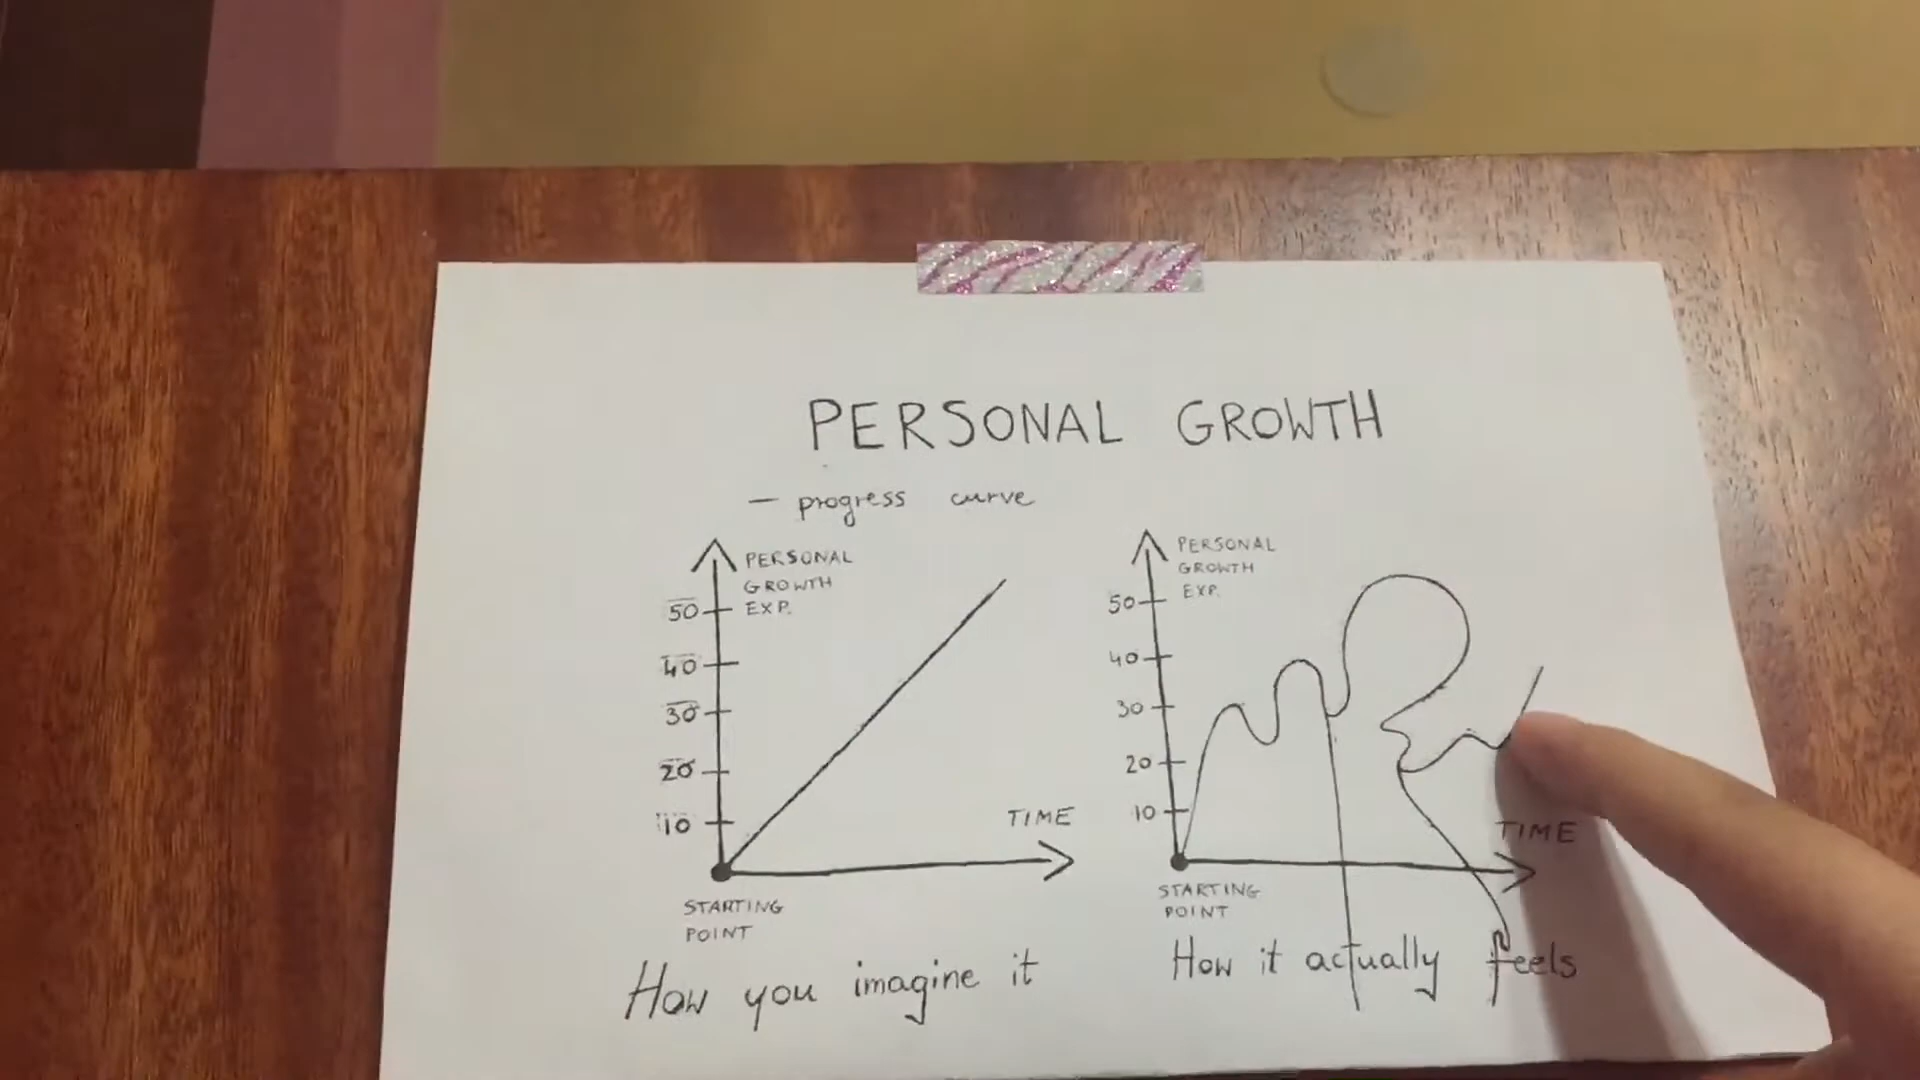 PERSONAL GROWTH
— progress curve
PERSONAL
GROWTH
EXP.
50
40
30
20
10
TIME
STARTING
POINT
How you imagine it
PERSONAL
GROWTH
EXP.
50
40
30
20
10
TIME
STARTING
POINT
How it actually feels